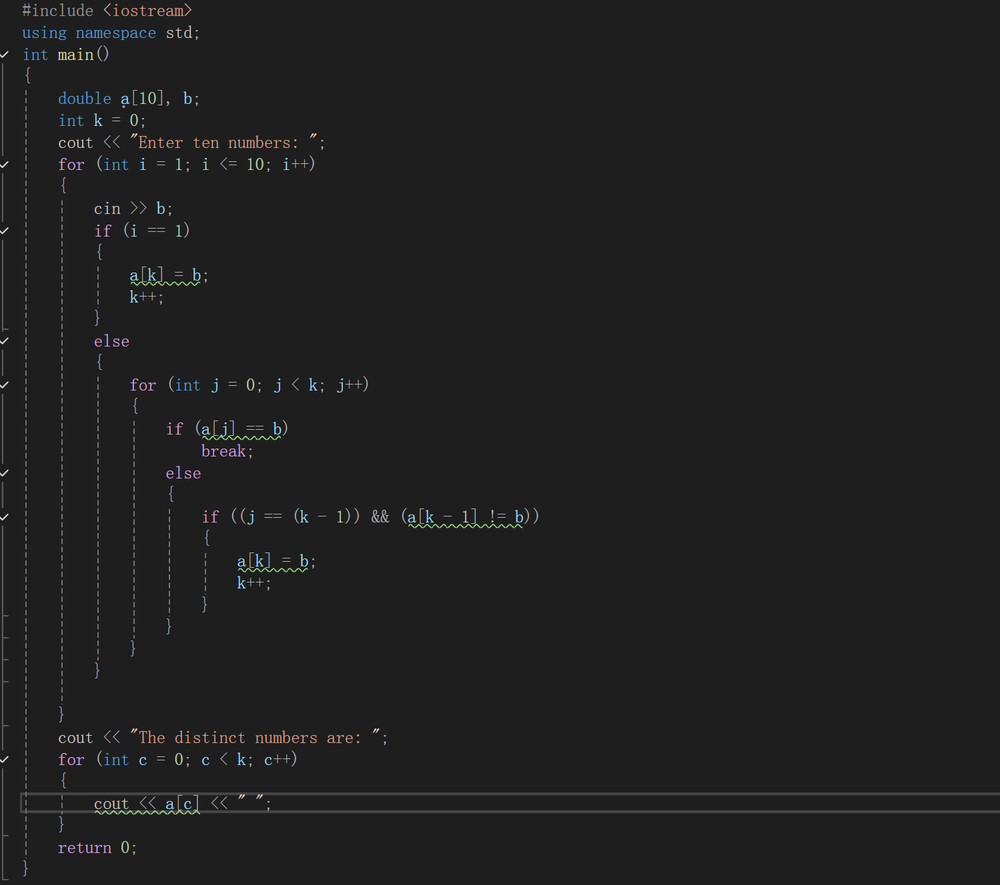 #include <iostream>
using namespace std;
int main()
{
    double a[10], b;
    int k = 0;
    cout << "Enter ten numbers: ";
    for (int i = 1; i <= 10; i++)
    {
        cin >> b;
        if (i == 1)
        {
            a[k] = b;
            k++;
        }
        else
        {
            for (int j = 0; j < k; j++)
            {
                if (a[j] == b)
                    break;
                else
                {
                    if ((j == (k - 1)) && (a[k - 1] != b))
                    {
                        a[k] = b;
                        k++;
                    }
                }
            }
        }

    }
    cout << "The distinct numbers are: ";
    for (int c = 0; c < k; c++)
    {
        cout << a[c] << " ";
    }
    return 0;
}